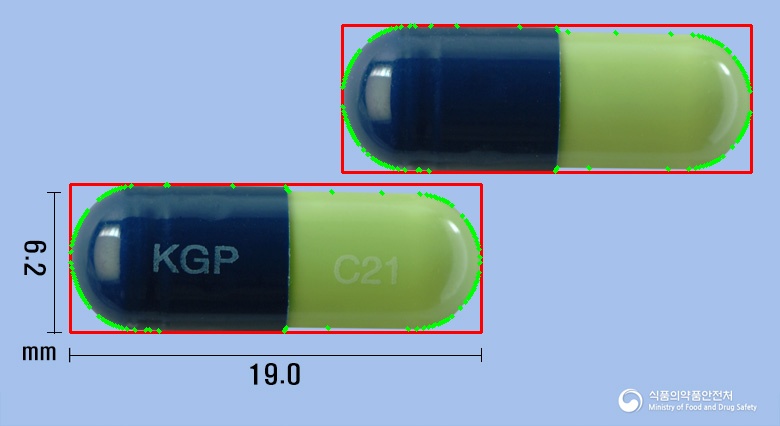 KGP
C21
6.2
mm
19.0
식품의약품안전처
Ministry of Food and Drug Safety